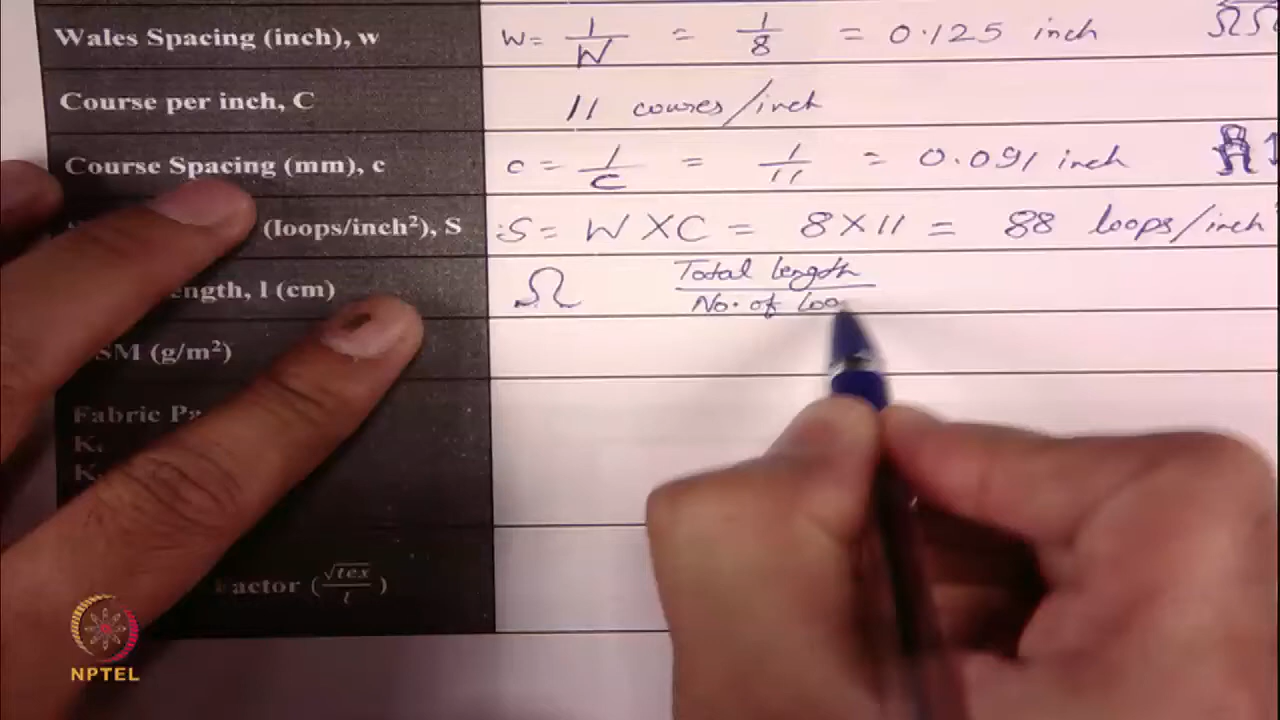 Wales Spacing (inch), w W = 1/W = 1/8 = 0.125 inch
Course per inch, C 11 courses/inch
Course Spacing (mm), c c = 1/C = 1/11 = 0.091 inch
(loops/inch²), S S = W X C = 8 X 11 = 88 loops/inch
ngth, l (cm) Ω Total length
No. of Loo
SM (g/m²)
Fabric Pa
K
K
actor (√tex/l)
NPTEL